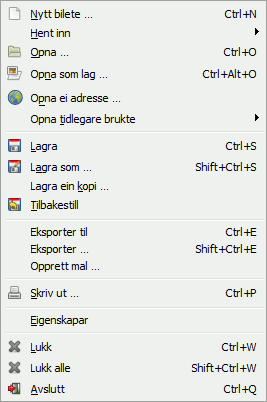 Nytt bilete ... Ctrl+N
Hent inn
Opna ... Ctrl+O
Opna som lag ... Ctrl+Alt+O
Opna ei adresse ...
Opna tidlegare brukte
Lagra Ctrl+S
Lagra som ... Shift+Ctrl+S
Lagra ein kopi ...
Tilbakestill
Eksporter til Ctrl+E
Eksporter ... Shift+Ctrl+E
Opprett mal ...
Skriv ut ... Ctrl+P
Eigenskapar
Lukk Ctrl+W
Lukk alle Shift+Ctrl+W
Avslutt Ctrl+Q